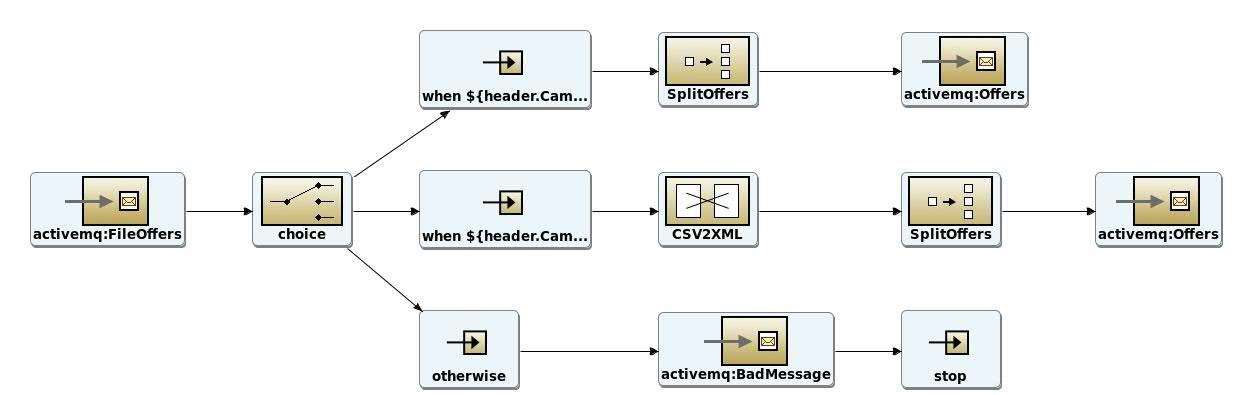 when ${header.Cam...
SplitOffers
activemq:Offers
activemq:FileOffers
choice
when ${header.Cam...
CSV2XML
SplitOffers
activemq:Offers
otherwise
activemq:BadMessage
stop